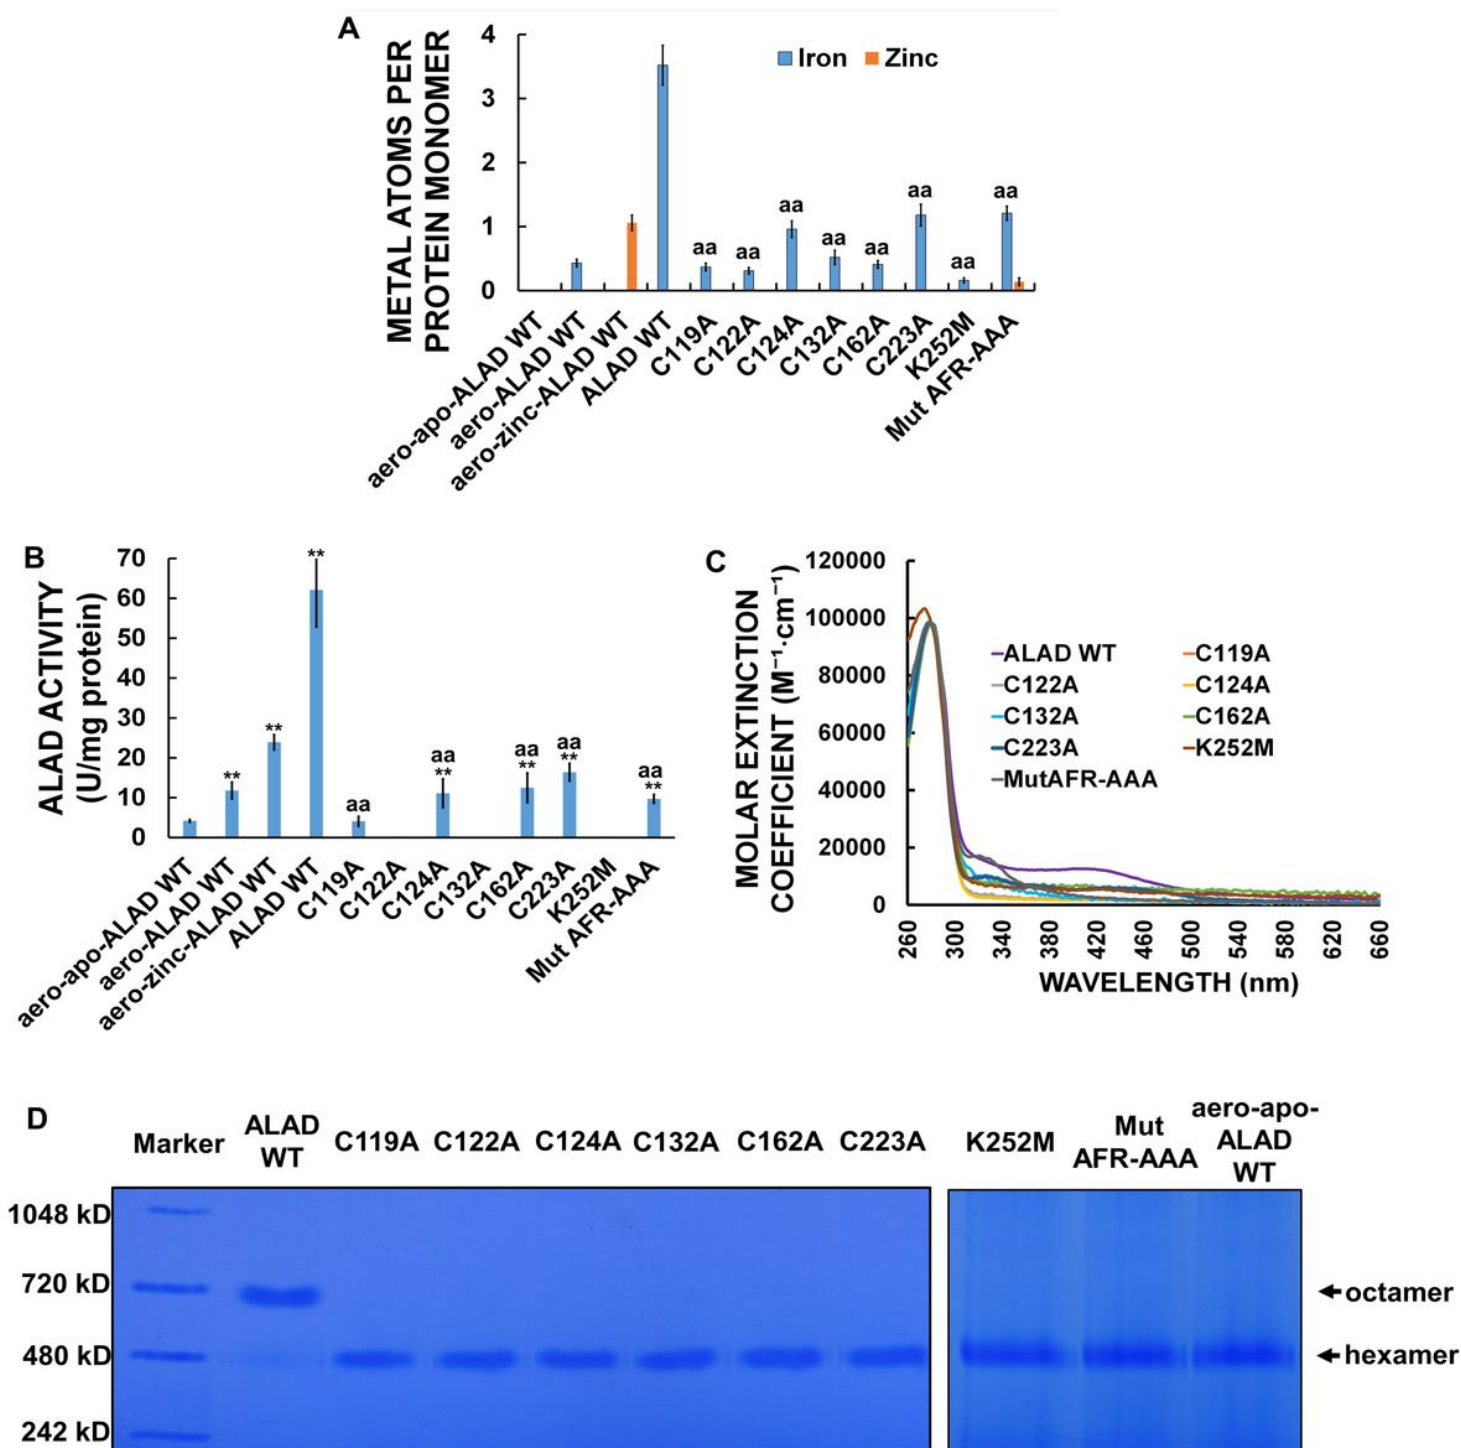 A
METAL ATOMS PER
PROTEIN MONOMER
4
3
2
1
0
Iron Zinc
aa aa aa aa aa aa aa aa
aero-apo-ALAD WT
aero-ALAD WT
aero-zinc-ALAD WT
ALAD WT
C119A
C122A
C124A
C132A
C162A
C223A
K252M
Mut AFR-AAA
B
ALAD ACTIVITY
(U/mg protein)
70
60
50
40
30
20
10
0
** ** ** aa aa ** aa ** aa ** aa **
aero-apo-ALAD WT
aero-ALAD WT
aero-zinc-ALAD WT
ALAD WT
C119A
C122A
C124A
C132A
C162A
C223A
K252M
Mut AFR-AAA
C
MOLAR EXTINCTION
COEFFICIENT (M⁻¹·cm⁻¹)
120000
100000
80000
60000
40000
20000
0
ALAD WT C119A
C122A C124A
C132A C162A
C223A K252M
MutAFR-AAA
260 300 340 380 420 460 500 540 580 620 660
WAVELENGTH (nm)
D
Marker ALAD WT C119A C122A C124A C132A C162A C223A K252M Mut AFR-AAA aero-apo-ALAD WT
1048 kD
720 kD
octamer
480 kD
hexamer
242 kD